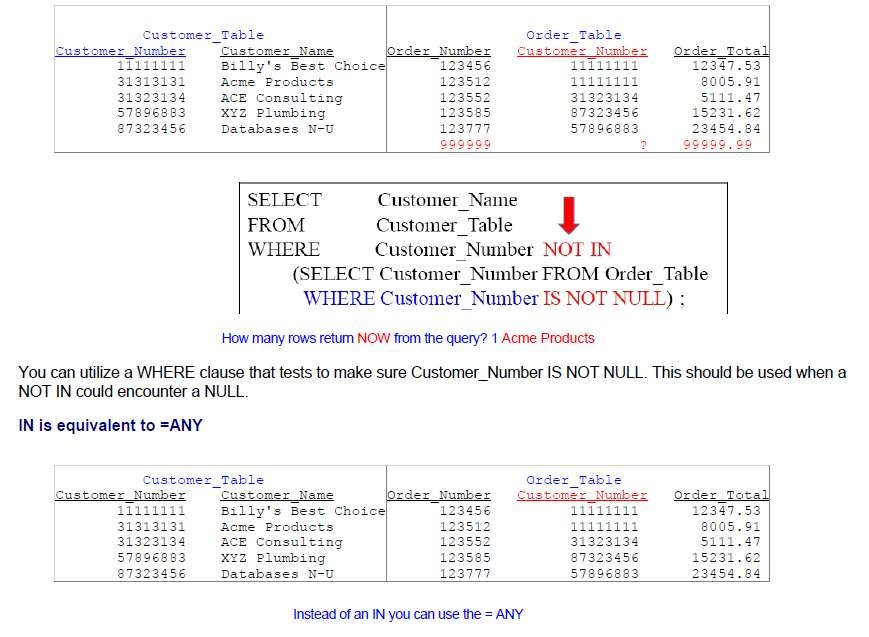 Customer_Table Order_Table
Customer_Number Customer_Name Order_Number Customer_Number Order_Total
11111111 Billy's Best Choice 123456 11111111 12347.53
31313131 Acme Products 123512 11111111 8005.91
31323134 ACE Consulting 123552 31323134 5111.47
57896883 XYZ Plumbing 123585 87323456 15231.62
87323456 Databases N-U 123777 57896883 23454.84
999999 ? 99999.99
SELECT Customer_Name
FROM Customer_Table
WHERE Customer_Number NOT IN
(SELECT Customer_Number FROM Order_Table
WHERE Customer_Number IS NOT NULL) ;
How many rows return NOW from the query? 1 Acme Products
You can utilize a WHERE clause that tests to make sure Customer_Number IS NOT NULL. This should be used when a
NOT IN could encounter a NULL.
IN is equivalent to =ANY
Customer_Table Order_Table
Customer_Number Customer_Name Order_Number Customer_Number Order_Total
11111111 Billy's Best Choice 123456 11111111 12347.53
31313131 Acme Products 123512 11111111 8005.91
31323134 ACE Consulting 123552 31323134 5111.47
57896883 XYZ Plumbing 123585 87323456 15231.62
87323456 Databases N-U 123777 57896883 23454.84
Instead of an IN you can use the = ANY